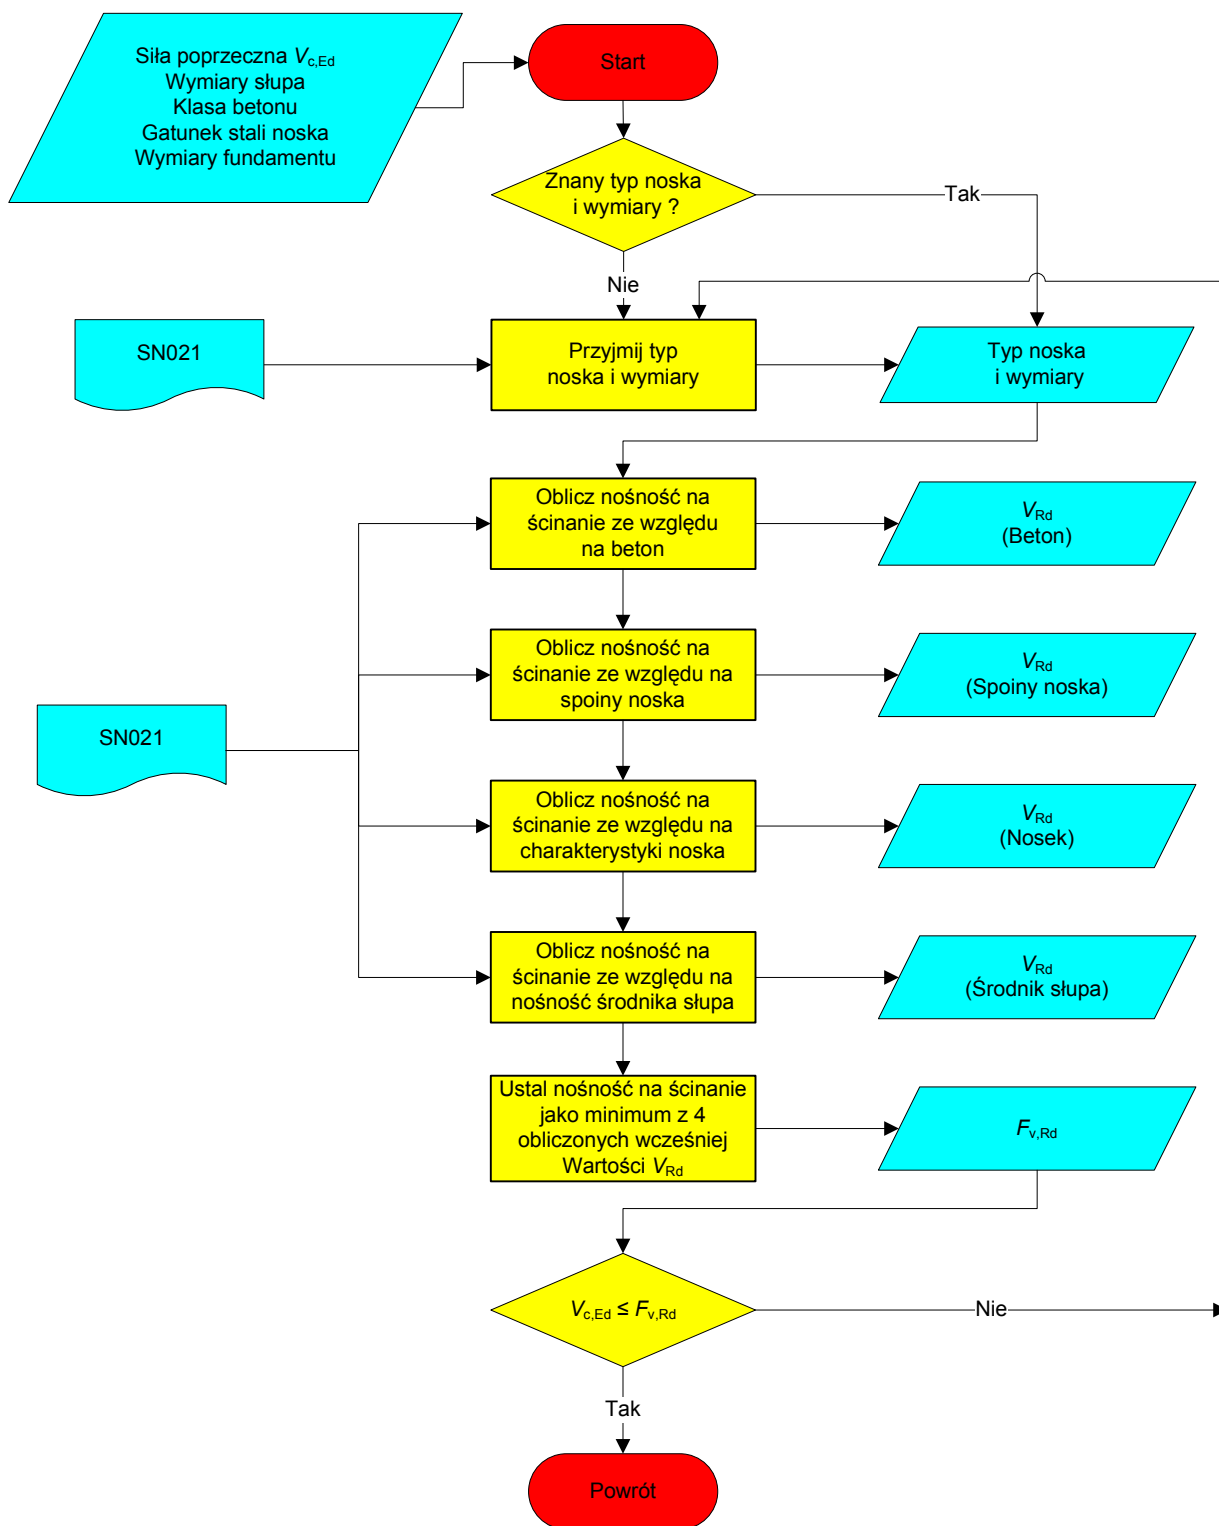 Siła poprzeczna Vc,Ed
Wymiary słupa
Klasa betonu
Gatunek stali noska
Wymiary fundamentu
Start
Znany typ noska
i wymiary ?
Tak
Nie
SN021
Przyjmij typ
noska i wymiary
Typ noska
i wymiary
Oblicz nośność na
ścinanie ze względu
na beton
VRd
(Beton)
Oblicz nośność na
ścinanie ze względu na
spoiny noska
VRd
(Spoiny noska)
SN021
Oblicz nośność na
ścinanie ze względu na
charakterystyki noska
VRd
(Nosek)
Oblicz nośność na
ścinanie ze względu na
nośność środnika słupa
VRd
(Środnik słupa)
Ustal nośność na ścinanie
jako minimum z 4
obliczonych wcześniej
Wartości VRd
Fv,Rd
Vc,Ed ≤ Fv,Rd
Nie
Tak
Powrót